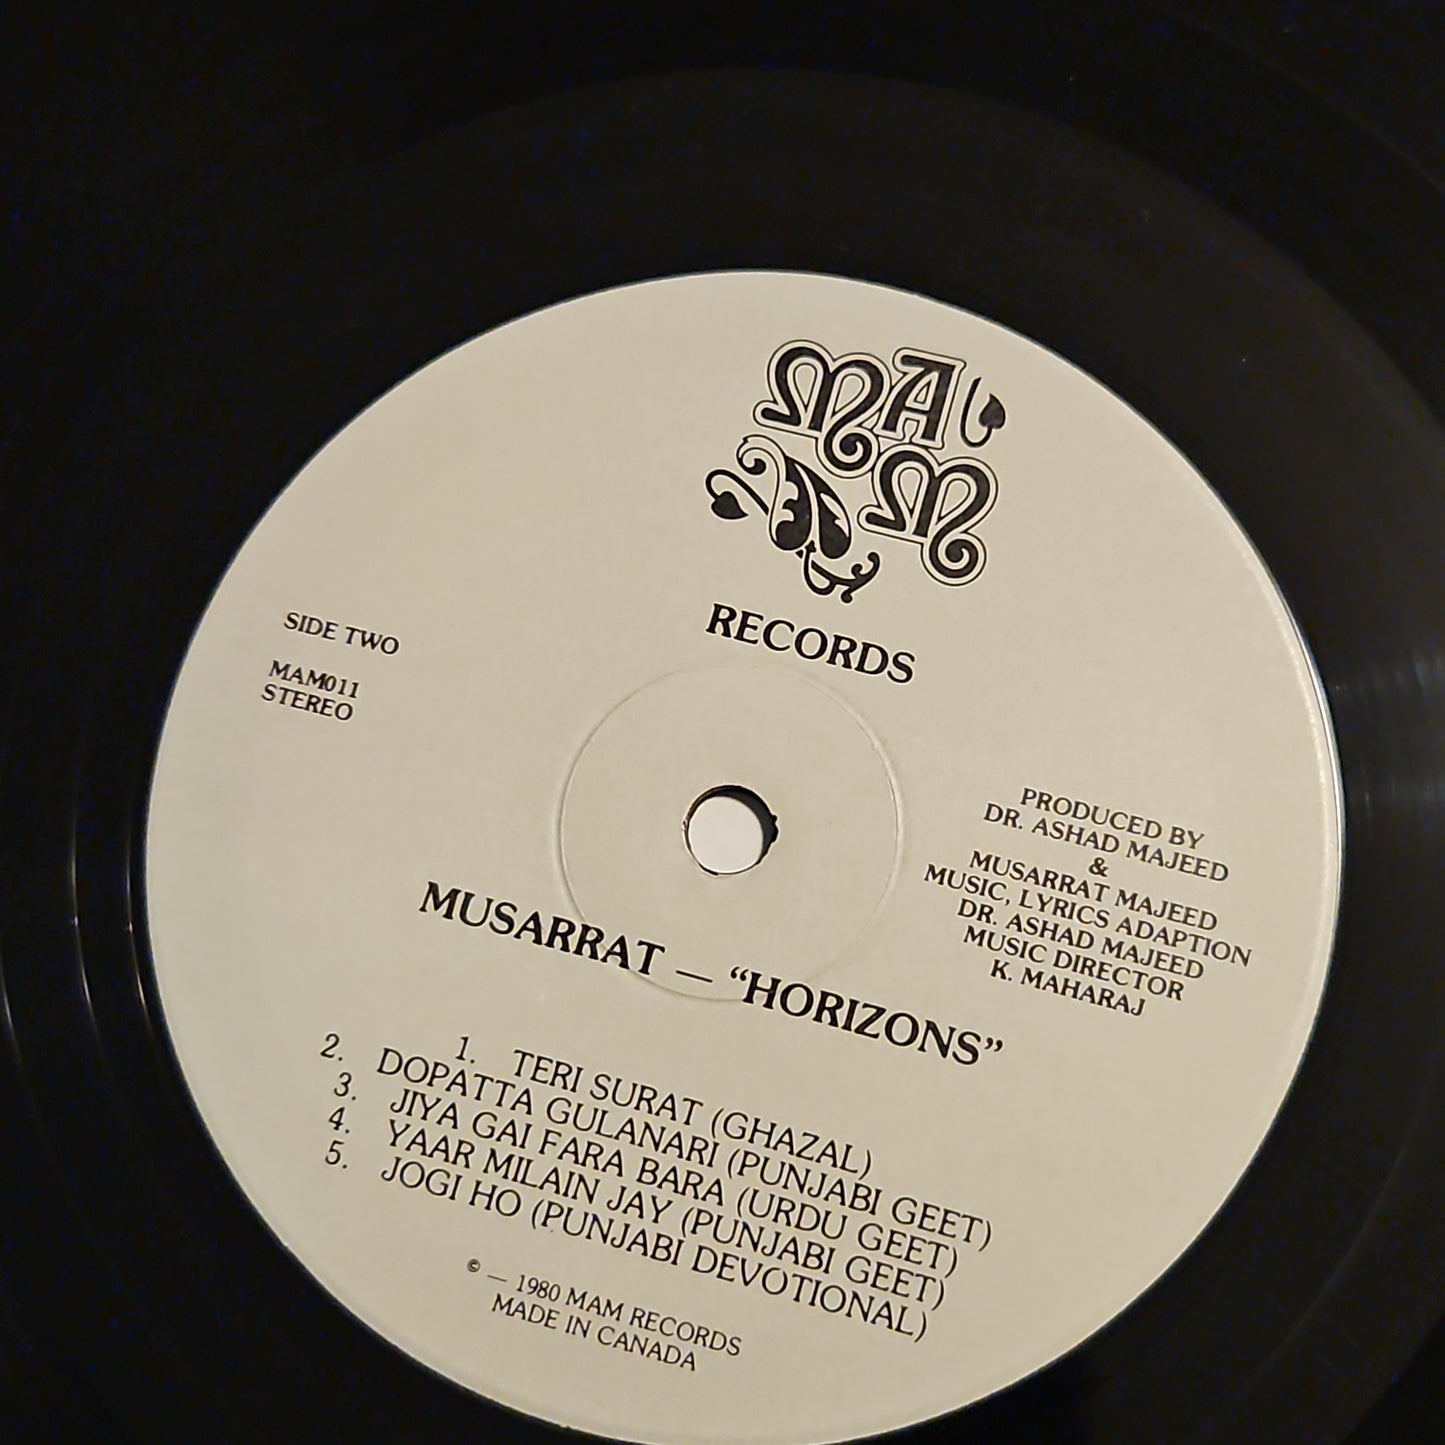 MAM
RECORDS
SIDE TWO
MAM011
STEREO
PRODUCED BY
DR. ASHAD MAJEED
&
MUSARRAT MAJEED
MUSIC, LYRICS ADAPTION
DR. ASHAD MAJEED
MUSIC DIRECTOR
K. MAHARAJ
MUSARRAT — “HORIZONS”
1. TERI SURAT (GHAZAL)
2. DOPATTA GULANARI (PUNJABI GEET)
3. JIYA GAI FARA BARA (URDU GEET)
4. YAAR MILAIN JAY (PUNJABI GEET)
5. JOGI HO (PUNJABI DEVOTIONAL)
© — 1980 MAM RECORDS
MADE IN CANADA